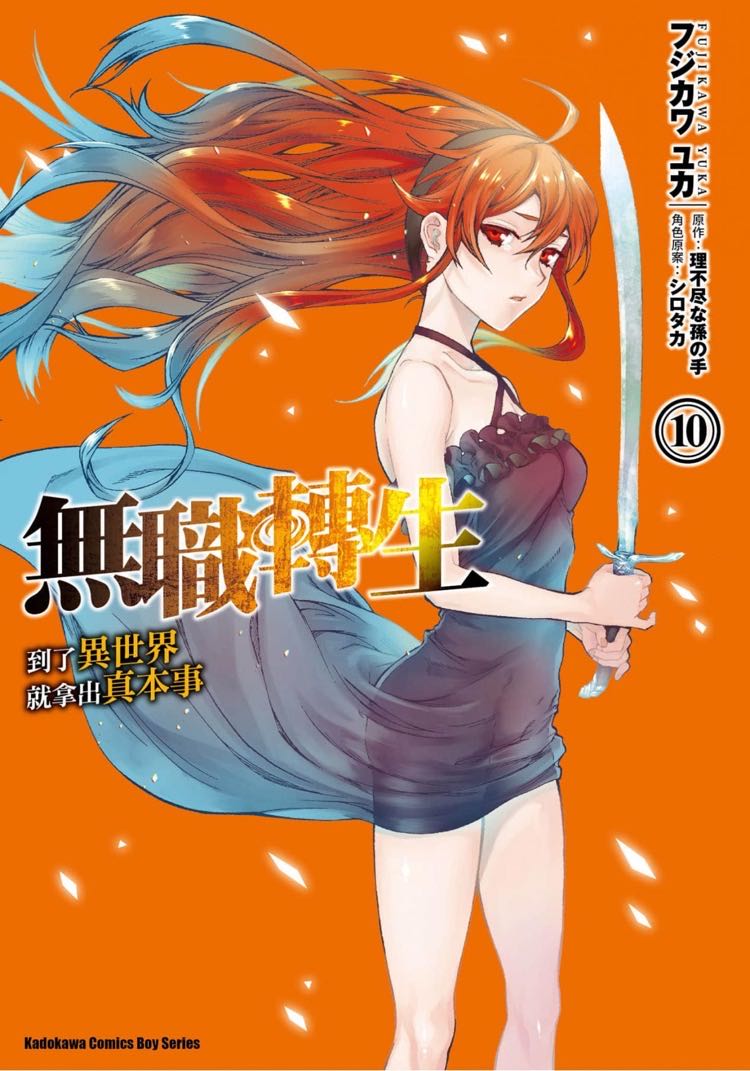 フジカワ ユカ
FUJIKAWA YUKA
原作：理不尽な孫の手
角色原案：シロタカ
10
無職轉生
到了異世界
就拿出真本事
Kadokawa Comics Boy Series